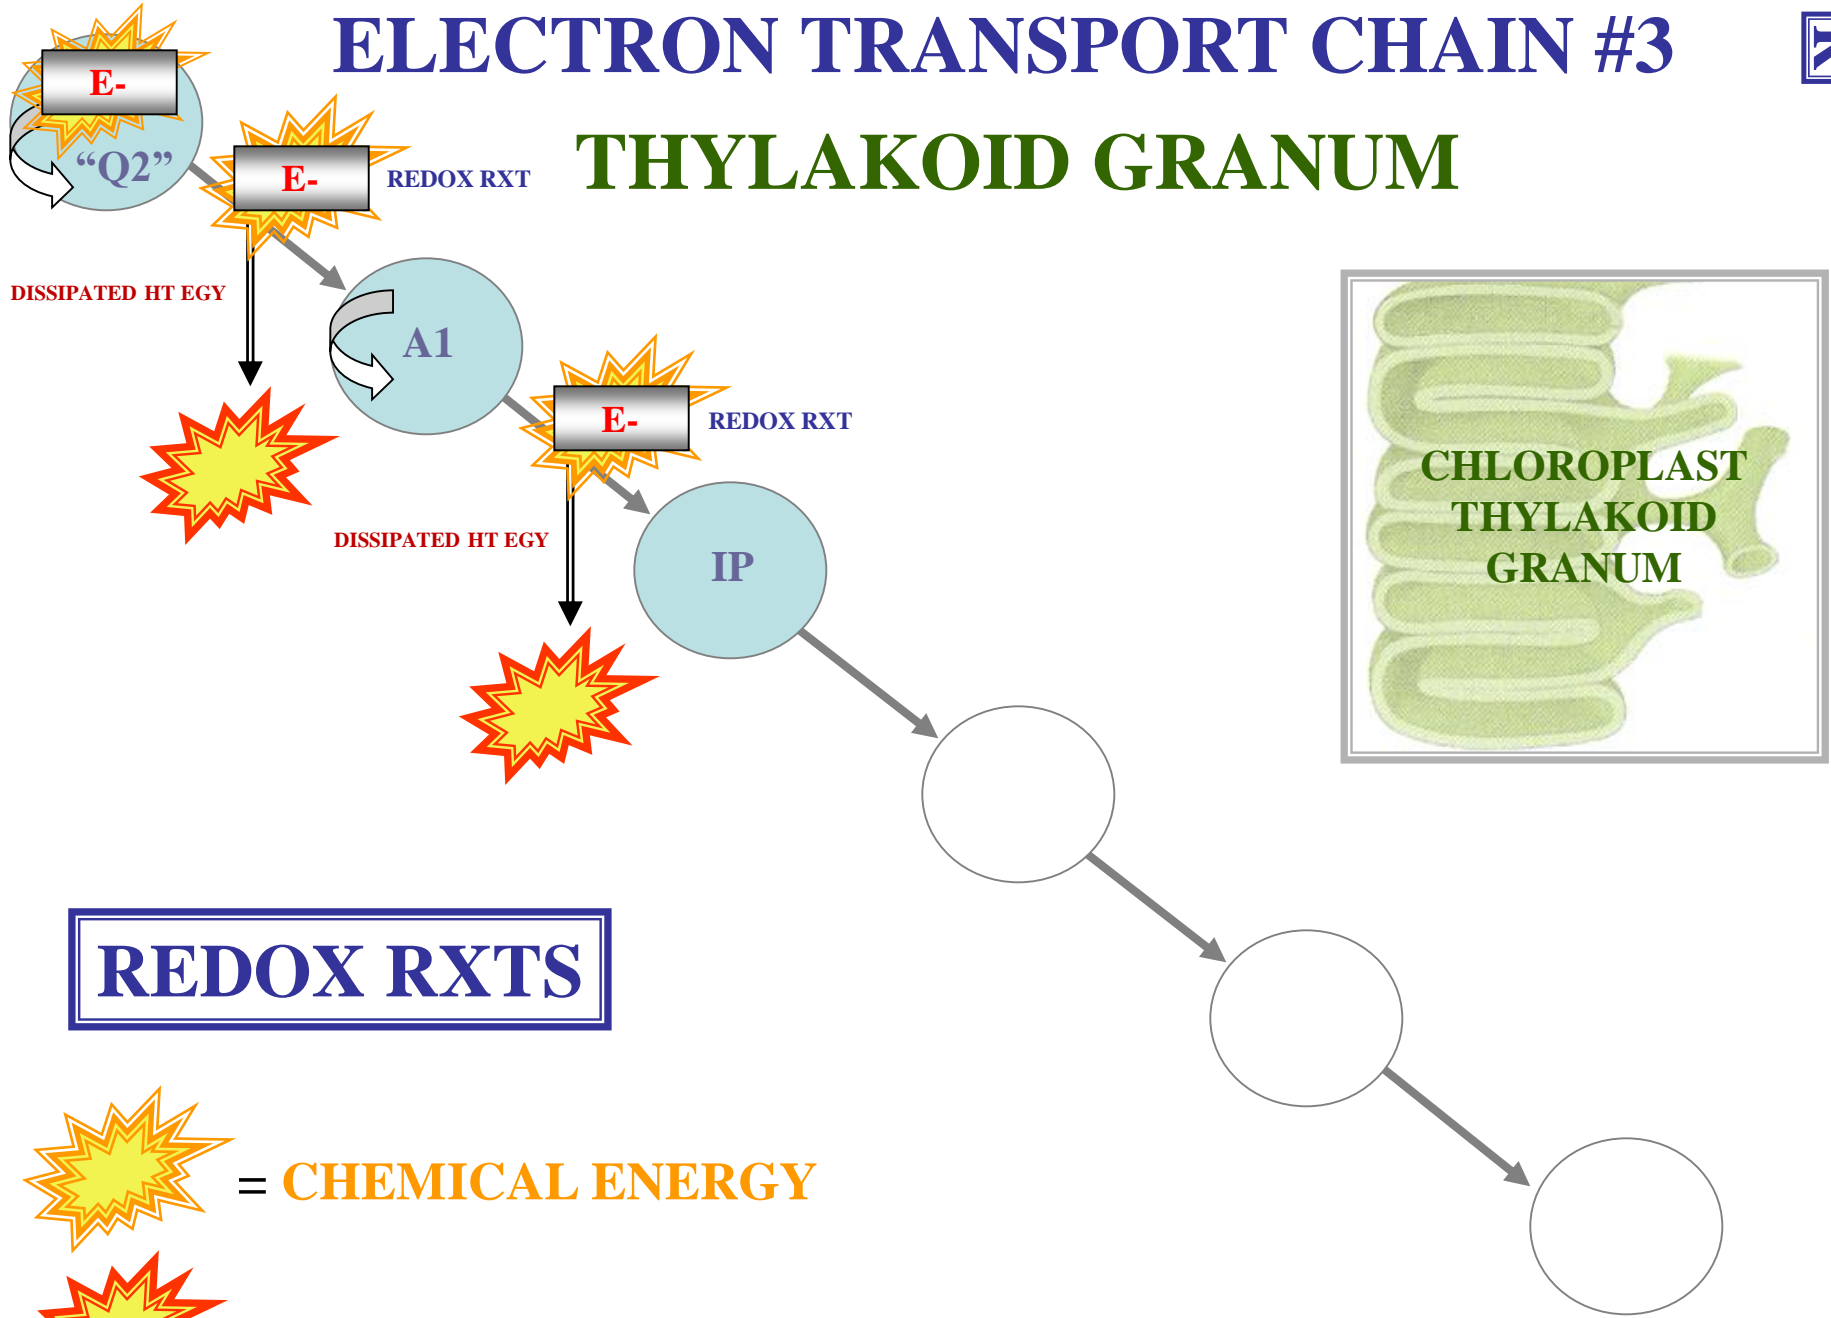 ELECTRON TRANSPORT CHAIN #3
THYLAKOID GRANUM
E-
“Q2”
E-
REDOX RXT
DISSIPATED HT EGY
A1
E-
REDOX RXT
DISSIPATED HT EGY
IP
CHLOROPLAST
THYLAKOID
GRANUM
REDOX RXTS
= CHEMICAL ENERGY